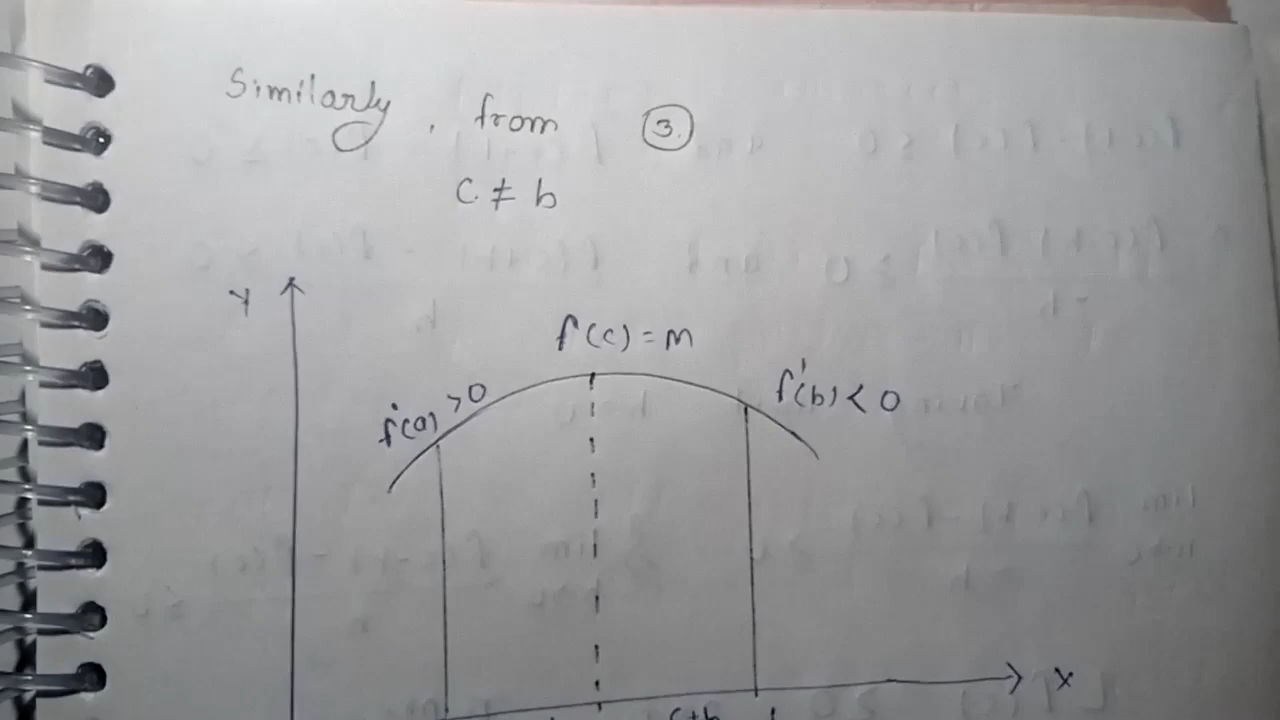 Similarly, from ③.
C ≠ b
Y
f(c) = M
f'(a) > 0
f'(b) < 0
X
c+h